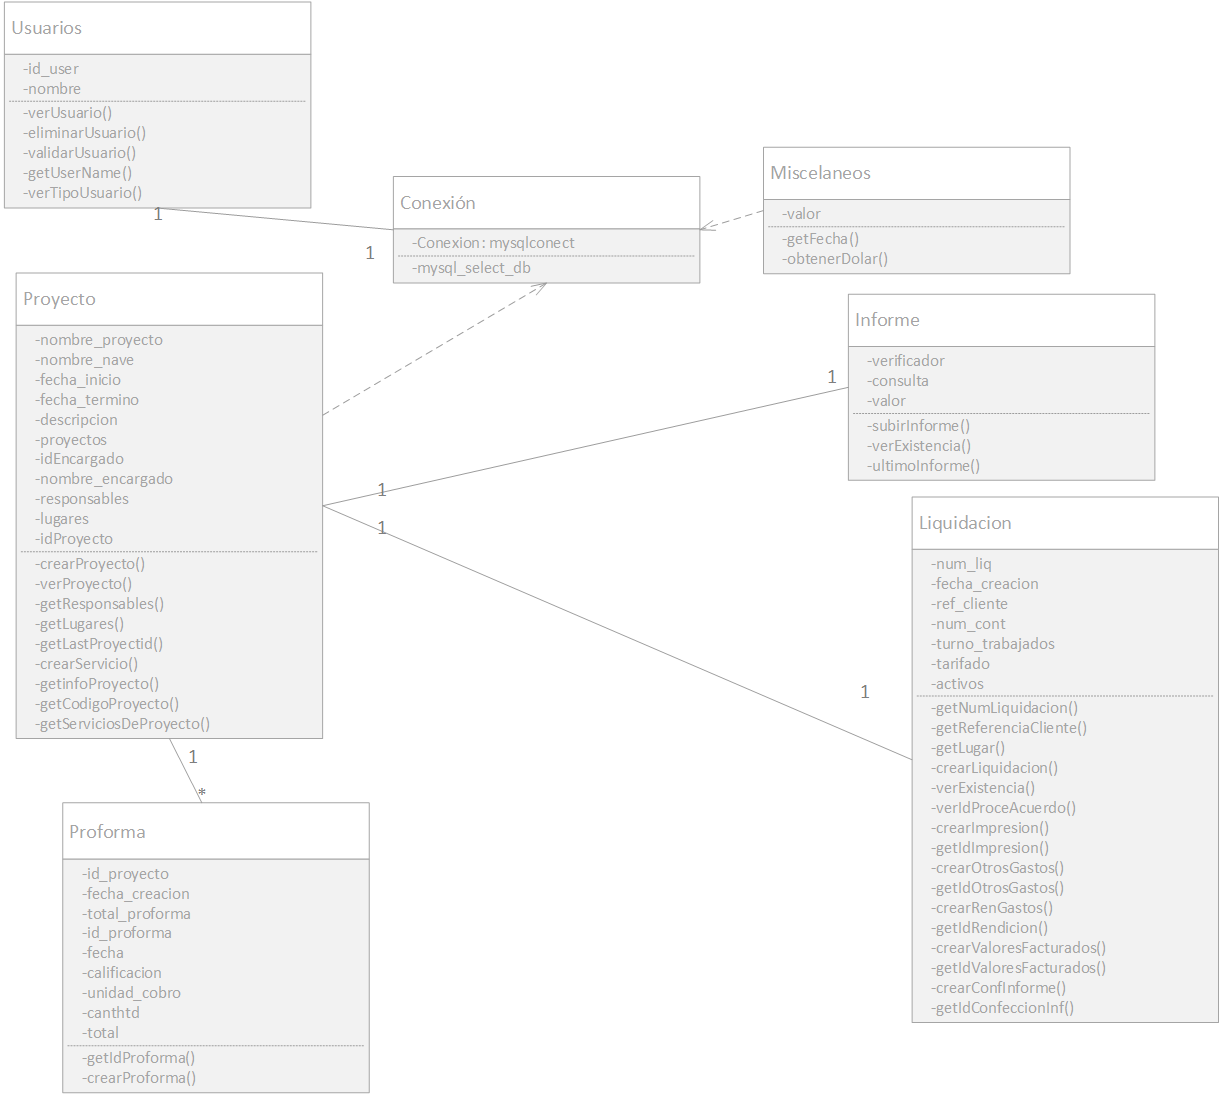 Usuarios
-id_user
-nombre
-verUsuario()
-eliminarUsuario()
-validarUsuario()
-getUserName()
-verTipoUsuario()
1
1
Conexión
-Conexion: mysqlconect
-mysql_select_db
Miscelaneos
-valor
-getFecha()
-obtenerDolar()
Proyecto
-nombre_proyecto
-nombre_nave
-fecha_inicio
-fecha_termino
-descripcion
-proyectos
-idEncargado
-nombre_encargado
-responsables
-lugares
-idProyecto
-crearProyecto()
-verProyecto()
-getResponsables()
-getLugares()
-getLastProyectid()
-crearServicio()
-getinfoProyecto()
-getCodigoProyecto()
-getServiciosDeProyecto()
1
1
Informe
-verificador
-consulta
-valor
-subirInforme()
-verExistencia()
-ultimoInforme()
1
1
Liquidacion
-num_liq
-fecha_creacion
-ref_cliente
-num_cont
-turno_trabajados
-tarifado
-activos
-getNumLiquidacion()
-getReferenciaCliente()
-getLugar()
-crearLiquidacion()
-verExistencia()
-verIdProceAcuerdo()
-crearImpresion()
-getIdImpresion()
-crearOtrosGastos()
-getIdOtrosGastos()
-crearRenGastos()
-getIdRendicion()
-crearValoresFacturados()
-getIdValoresFacturados()
-crearConfInforme()
-getIdConfeccionInf()
1
*
Proforma
-id_proyecto
-fecha_creacion
-total_proforma
-id_proforma
-fecha
-calificacion
-unidad_cobro
-canthtd
-total
-getIdProforma()
-crearProforma()